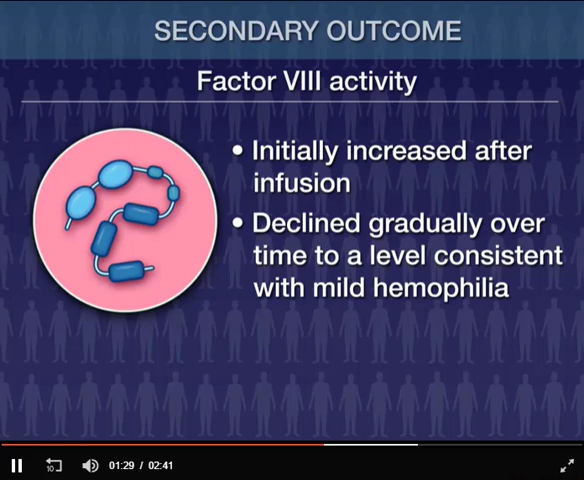 SECONDARY OUTCOME
Factor VIII activity
• Initially increased after
infusion
• Declined gradually over
time to a level consistent
with mild hemophilia
10
01:29 / 02:41